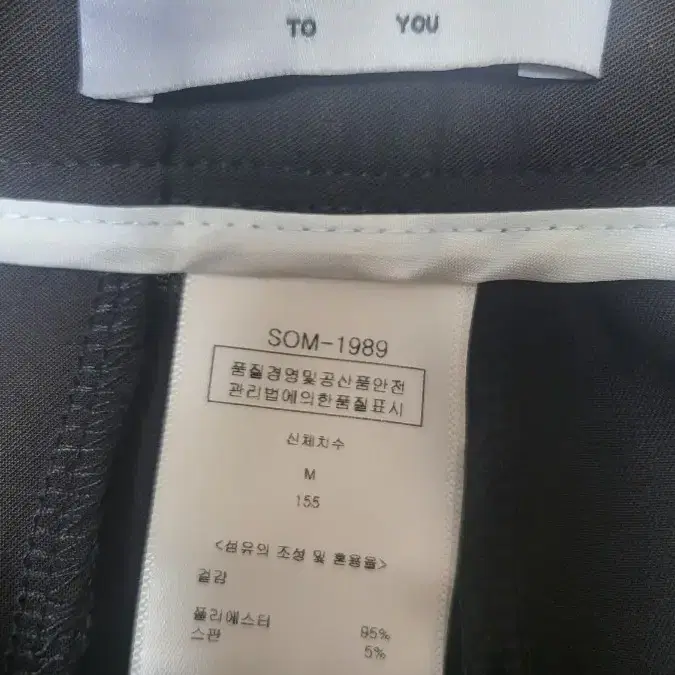 TO YOU
SOM-1989
품질경영및공산품안전
관리법에의한품질표시
신체치수
M
155
<섬유의 조성 및 혼용율>
겉감
폴리에스터 95%
스판 5%